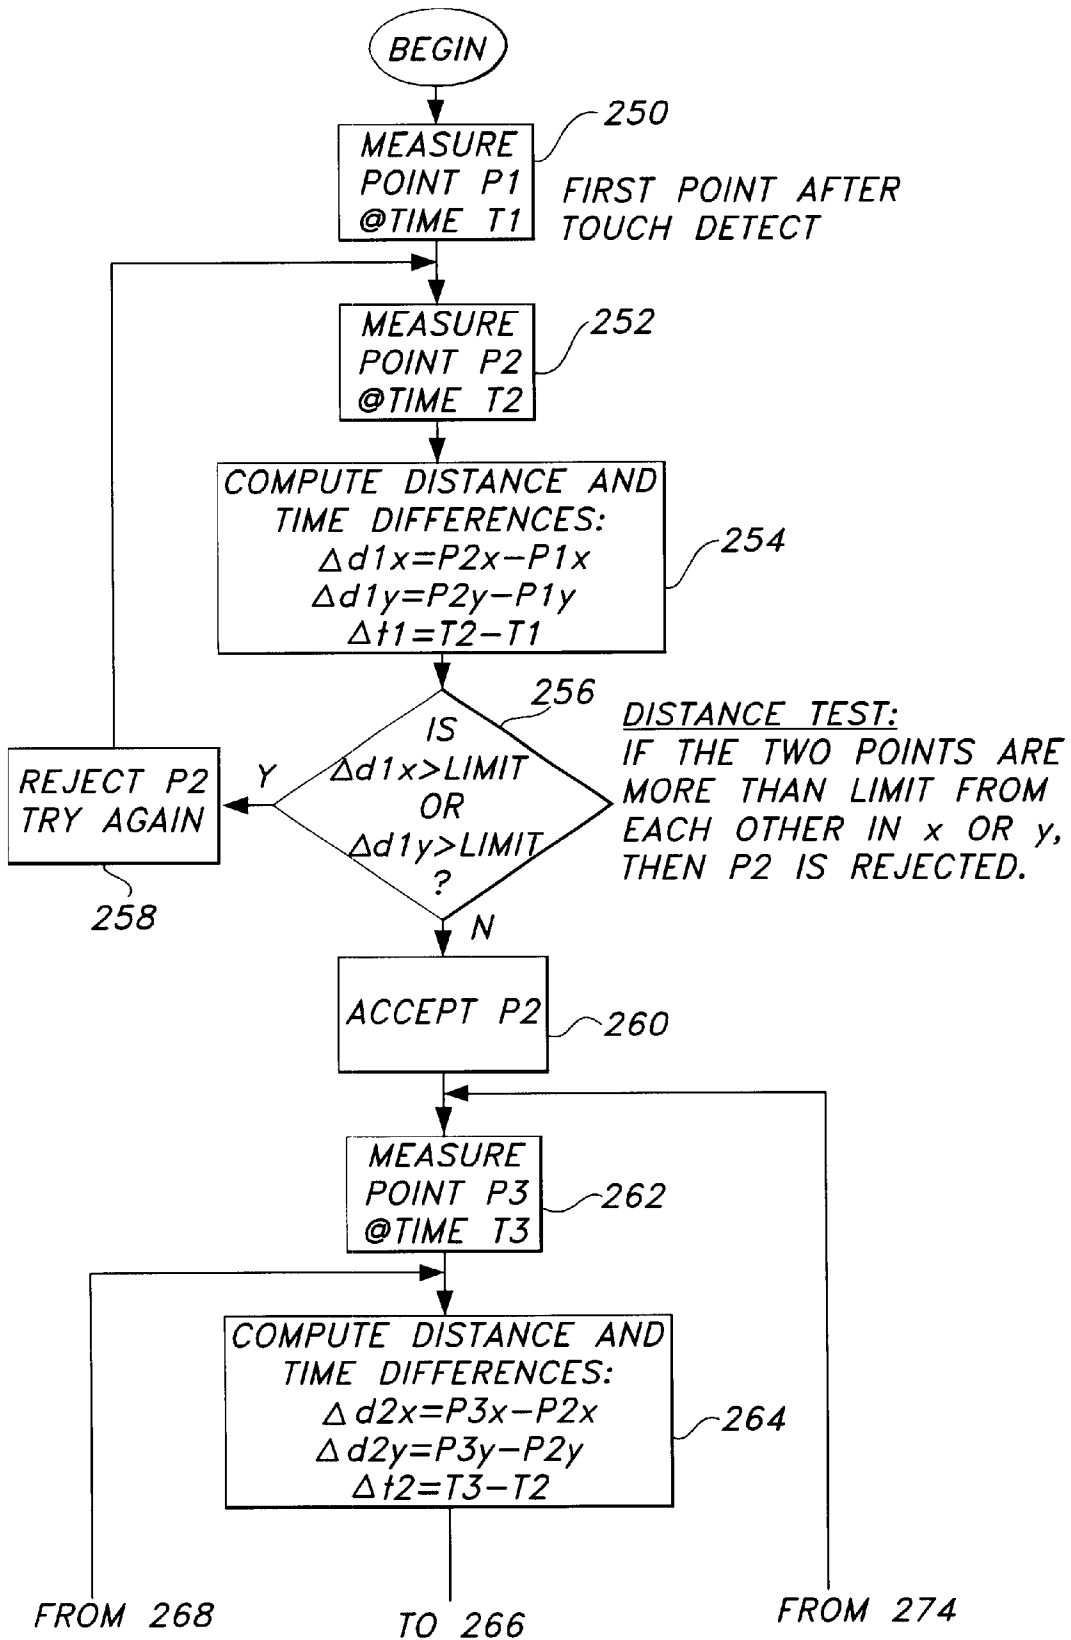 BEGIN
250
MEASURE
POINT P1
@TIME T1
FIRST POINT AFTER
TOUCH DETECT
252
MEASURE
POINT P2
@TIME T2
COMPUTE DISTANCE AND
TIME DIFFERENCES:
Δd1x=P2x-P1x
Δd1y=P2y-P1y
Δt1=T2-T1
254
256
IS
Δd1x>LIMIT
OR
Δd1y>LIMIT
?
Y
N
DISTANCE TEST:
IF THE TWO POINTS ARE
MORE THAN LIMIT FROM
EACH OTHER IN x OR y,
THEN P2 IS REJECTED.
REJECT P2
TRY AGAIN
258
ACCEPT P2
260
MEASURE
POINT P3
@TIME T3
262
COMPUTE DISTANCE AND
TIME DIFFERENCES:
Δd2x=P3x-P2x
Δd2y=P3y-P2y
Δt2=T3-T2
264
FROM 268
TO 266
FROM 274